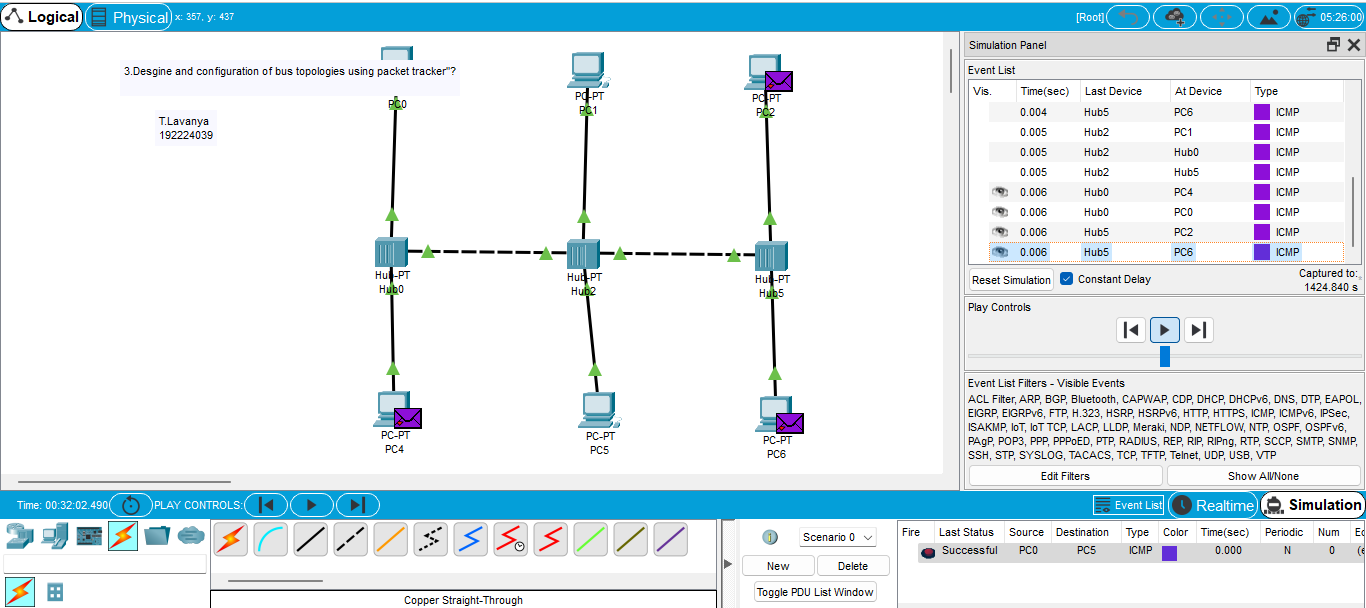 Logical
Physical
x: 357, y: 437
[Root]
05:26:00
3.Desgine and configuration of bus topologies using packet tracker"?
T.Lavanya
192224039
PC0
PC-PT
PC1
PC-PT
PC2
Hub-PT
Hub0
Hub-PT
Hub2
Hub-PT
Hub5
PC-PT
PC4
PC-PT
PC5
PC-PT
PC6
Simulation Panel
Event List
Vis. Time(sec) Last Device At Device Type
0.004 Hub5 PC6 ICMP
0.005 Hub2 PC1 ICMP
0.005 Hub2 Hub0 ICMP
0.005 Hub2 Hub5 ICMP
0.006 Hub0 PC4 ICMP
0.006 Hub0 PC0 ICMP
0.006 Hub5 PC2 ICMP
0.006 Hub5 PC6 ICMP
Reset Simulation
Constant Delay
Captured to:
1424.840 s
Play Controls
Event List Filters - Visible Events
ACL Filter, ARP, BGP, Bluetooth, CAPWAP, CDP, DHCP, DHCPv6, DNS, DTP, EAPOL,
EIGRP, EIGRPv6, FTP, H.323, HSRP, HSRPv6, HTTP, HTTPS, ICMP, ICMPv6, IPSec,
ISAKMP, IoT, IoT TCP, LACP, LLDP, Meraki, NDP, NETFLOW, NTP, OSPF, OSPFv6,
PAgP, POP3, PPP, PPPoED, PTP, RADIUS, REP, RIP, RIPng, RTP, SCCP, SMTP, SNMP,
SSH, STP, SYSLOG, TACACS, TCP, TFTP, Telnet, UDP, USB, VTP
Edit Filters
Show All/None
Time: 00:32:02.490
PLAY CONTROLS:
Event List
Realtime
Simulation
Copper Straight-Through
Scenario 0
New
Delete
Toggle PDU List Window
Fire Last Status Source Destination Type Color Time(sec) Periodic Num
Successful PC0 PC5 ICMP 0.000 N 0